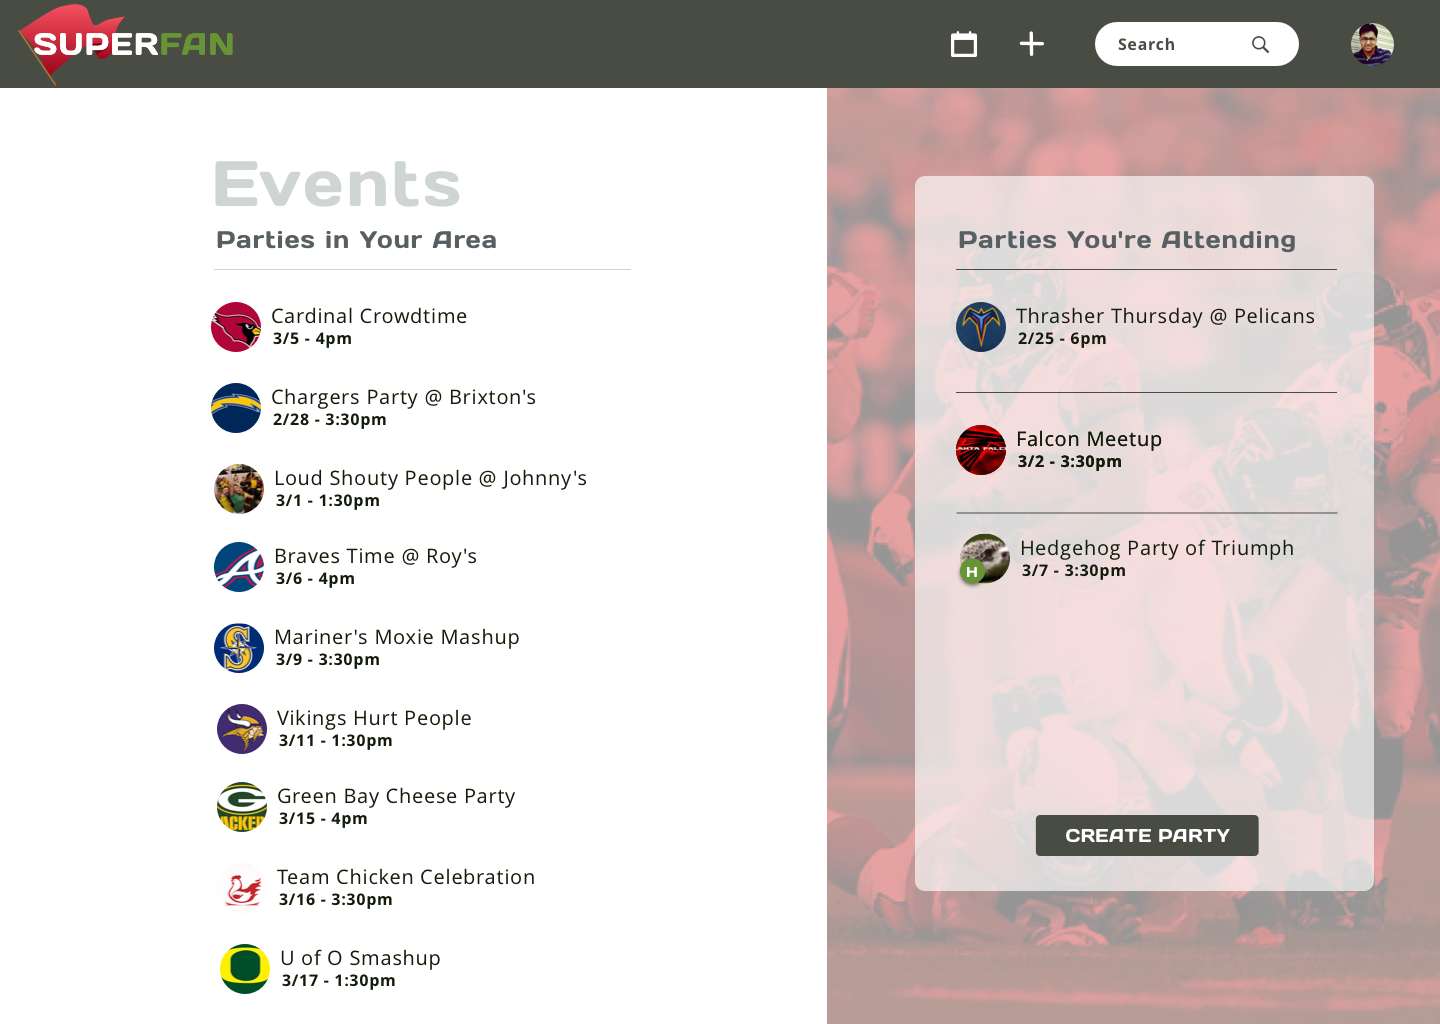 SUPERFAN
Search
Events
Parties in Your Area
Cardinal Crowdtime
3/5 - 4pm
Chargers Party @ Brixton's
2/28 - 3:30pm
Loud Shouty People @ Johnny's
3/1 - 1:30pm
Braves Time @ Roy's
3/6 - 4pm
Mariner's Moxie Mashup
3/9 - 3:30pm
Vikings Hurt People
3/11 - 1:30pm
Green Bay Cheese Party
3/15 - 4pm
Team Chicken Celebration
3/16 - 3:30pm
U of O Smashup
3/17 - 1:30pm
Parties You're Attending
Thrasher Thursday @ Pelicans
2/25 - 6pm
Falcon Meetup
3/2 - 3:30pm
Hedgehog Party of Triumph
3/7 - 3:30pm
H
CREATE PARTY